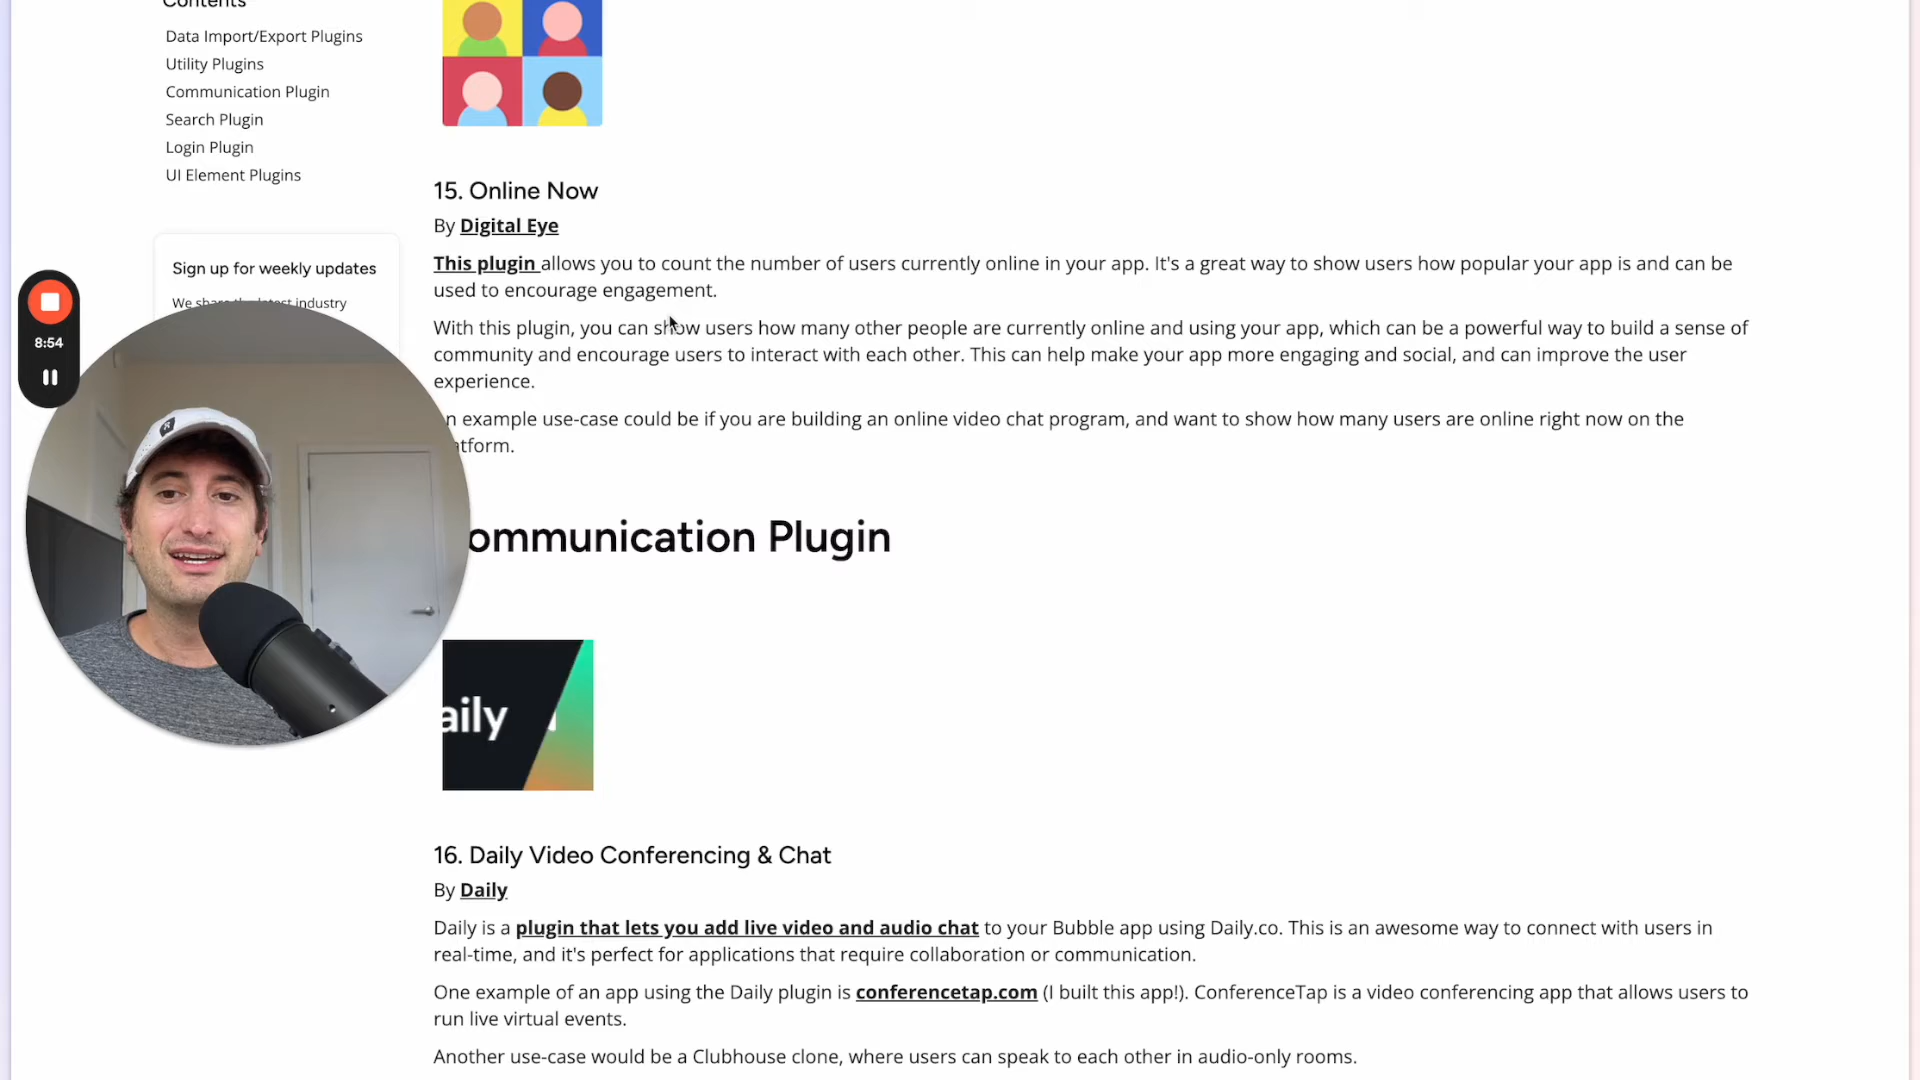 Contents
Data Import/Export Plugins
Utility Plugins
Communication Plugin
Search Plugin
Login Plugin
UI Element Plugins
Sign up for weekly updates
We share the latest industry
8:54
15. Online Now
By Digital Eye
This plugin allows you to count the number of users currently online in your app. It's a great way to show users how popular your app is and can be
used to encourage engagement.
With this plugin, you can show users how many other people are currently online and using your app, which can be a powerful way to build a sense of
community and encourage users to interact with each other. This can help make your app more engaging and social, and can improve the user
experience.
n example use-case could be if you are building an online video chat program, and want to show how many users are online right now on the
atform.
ommunication Plugin
aily
16. Daily Video Conferencing & Chat
By Daily
Daily is a plugin that lets you add live video and audio chat to your Bubble app using Daily.co. This is an awesome way to connect with users in
real-time, and it's perfect for applications that require collaboration or communication.
One example of an app using the Daily plugin is conferencetap.com (I built this app!). ConferenceTap is a video conferencing app that allows users to
run live virtual events.
Another use-case would be a Clubhouse clone, where users can speak to each other in audio-only rooms.